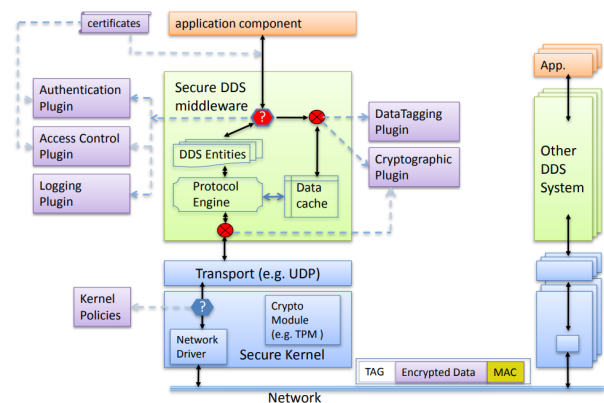 certificates
application component
App.
Secure DDS
middleware
Authentication
Plugin
?
DataTagging
Plugin
Access Control
Plugin
DDS Entities
Cryptographic
Plugin
Other
DDS
System
Logging
Plugin
Protocol
Engine
Data
cache
Transport (e.g. UDP)
Kernel
Policies
?
Crypto
Module
(e.g. TPM )
Network
Driver
Secure Kernel
TAG
Encrypted Data
MAC
Network